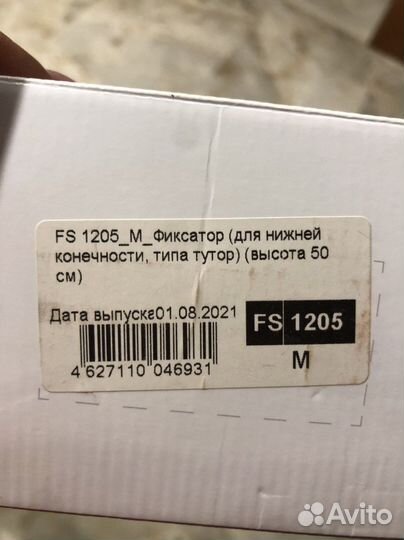 FS 1205_M_Фиксатор (для нижней
конечности, типа тутор) (высота 50
см)
Дата выпуска01.08.2021
FS 1205
M
4 627110 046931
Avito